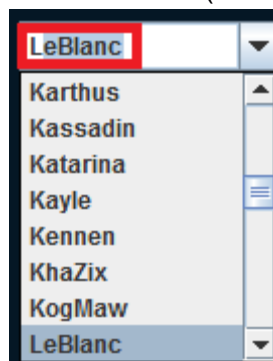 LeBlanc
Karthus
Kassadin
Katarina
Kayle
Kennen
KhaZix
KogMaw
LeBlanc